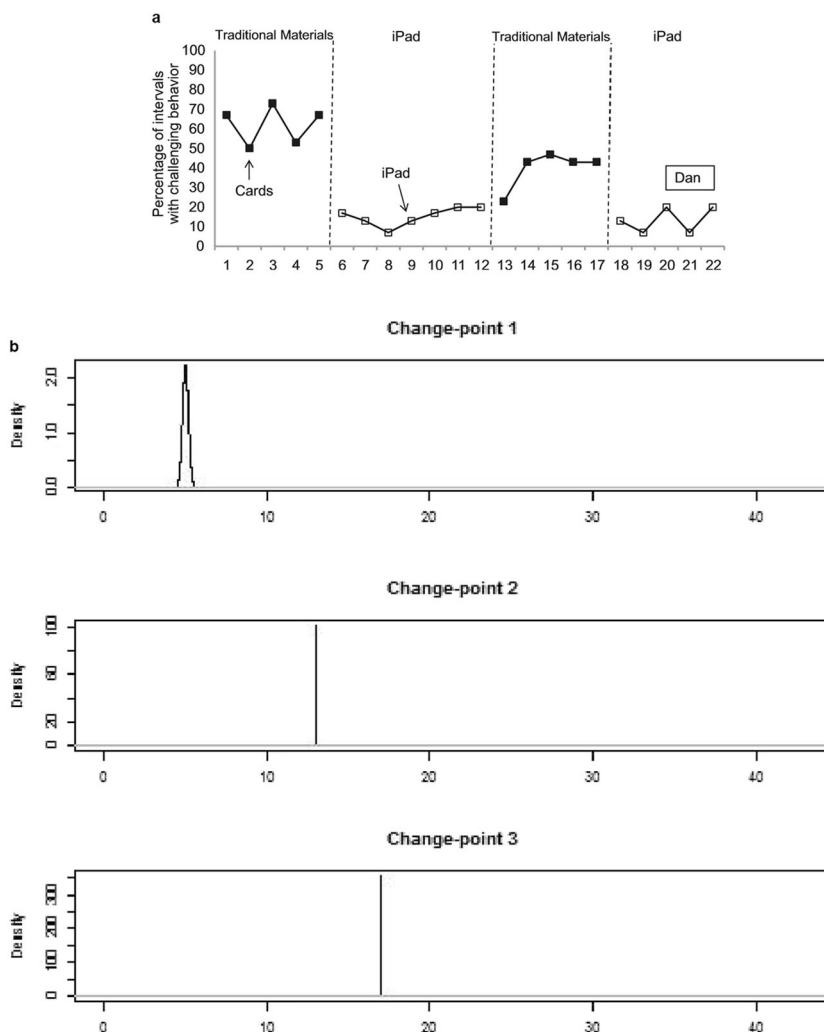 a
Traditional Materials iPad Traditional Materials iPad
Percentage of intervals
with challenging behavior
100
90
80
70
60
50
40
30
20
10
0
Cards
iPad
Dan
1 2 3 4 5 6 7 8 9 10 11 12 13 14 15 16 17 18 19 20 21 22
b
Change-point 1
Density
2.0
1.0
0.0
0 10 20 30 40
Change-point 2
Density
100
60
20
0
0 10 20 30 40
Change-point 3
Density
300
200
100
0
0 10 20 30 40